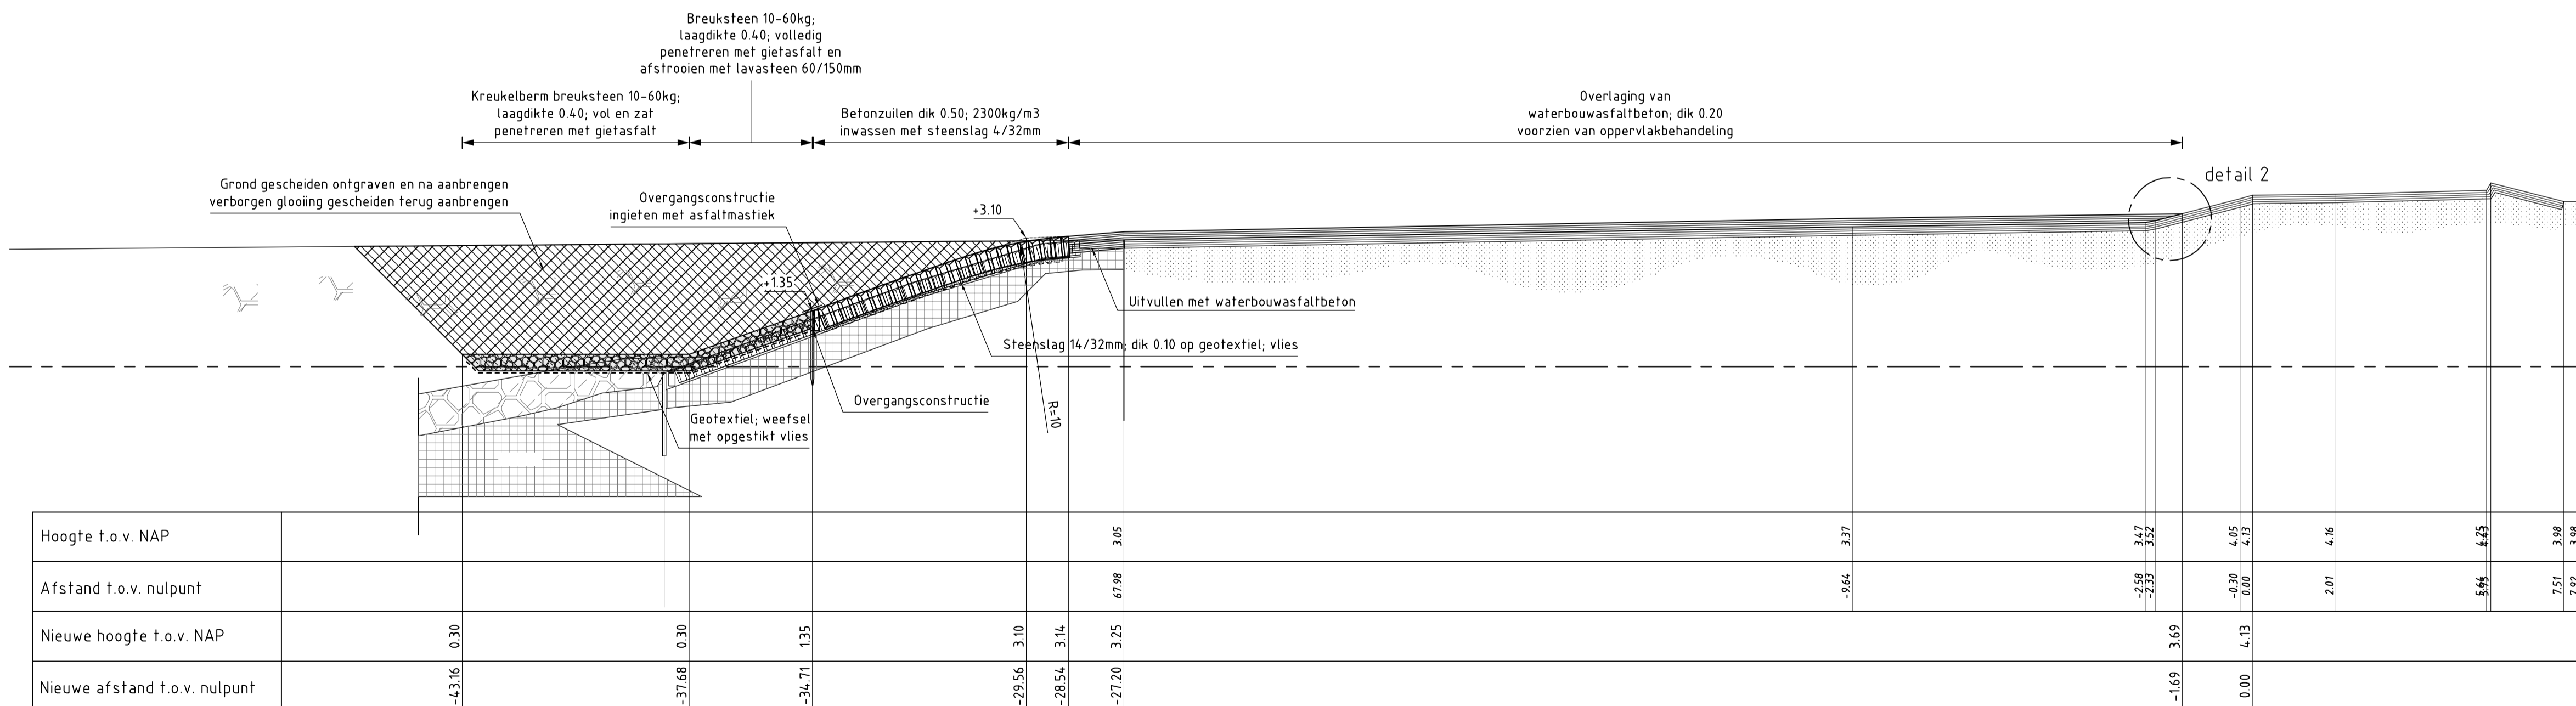 Breuksteen 10-60kg;
laagdikte 0.40; volledig
penetreren met gietasfalt en
afstrooien met lavasteen 60/150mm
Kreukelberm breuksteen 10-60kg;
laagdikte 0.40; vol en zat
penetreren met gietasfalt
Betonzuilen dik 0.50; 2300kg/m3
inwassen met steenslag 4/32mm
Overlaging van
waterbouwasfaltbeton; dik 0.20
voorzien van oppervlakbehandeling
Grond gescheiden ontgraven en na aanbrengen
verborgen glooiing gescheiden terug aanbrengen
Overgangsconstructie
ingieten met asfaltmastiek
+3.10
detail 2
+1.35
Uitvullen met waterbouwasfaltbeton
Steenslag 14/32mm; dik 0.10 op geotextiel; vlies
Overgangsconstructie
R=10
Geotextiel; weefsel
met opgestikt vlies
Hoogte t.o.v. NAP 3.05 3.37 3.47 3.52 4.05 4.13 4.16 4.25 3.98 3.98
Afstand t.o.v. nulpunt 67.98 -9.64 -2.58 -2.33 -0.30 0.00 2.01 7.51 7.92
Nieuwe hoogte t.o.v. NAP 0.30 0.30 1.35 3.10 3.14 3.25 3.69 4.13
Nieuwe afstand t.o.v. nulpunt -43.16 -37.68 -34.71 -29.56 -28.54 -27.20 -1.69 0.00